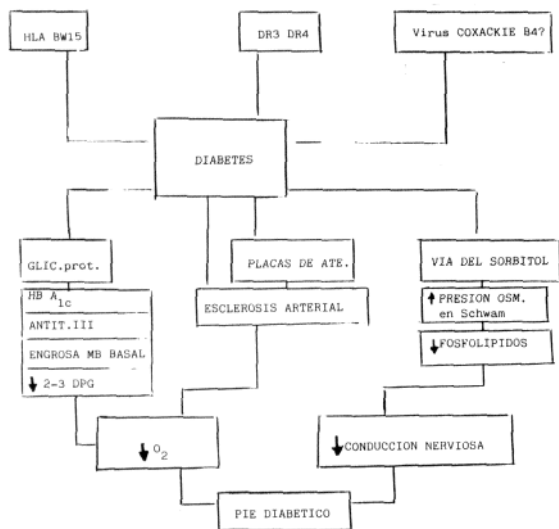 HLA BW15
DR3 DR4
Virus COXACKIE B4?
DIABETES
GLIC.prot.
PLACAS DE ATE.
VIA DEL SORBITOL
HB A1c
ANTIT.III
ENGROSA MB BASAL
↓ 2-3 DPG
ESCLEROSIS ARTERIAL
↑ PRESION OSM.
en Schwam
↓ FOSFOLIPIDOS
↓ O2
↓ CONDUCCION NERVIOSA
PIE DIABETICO